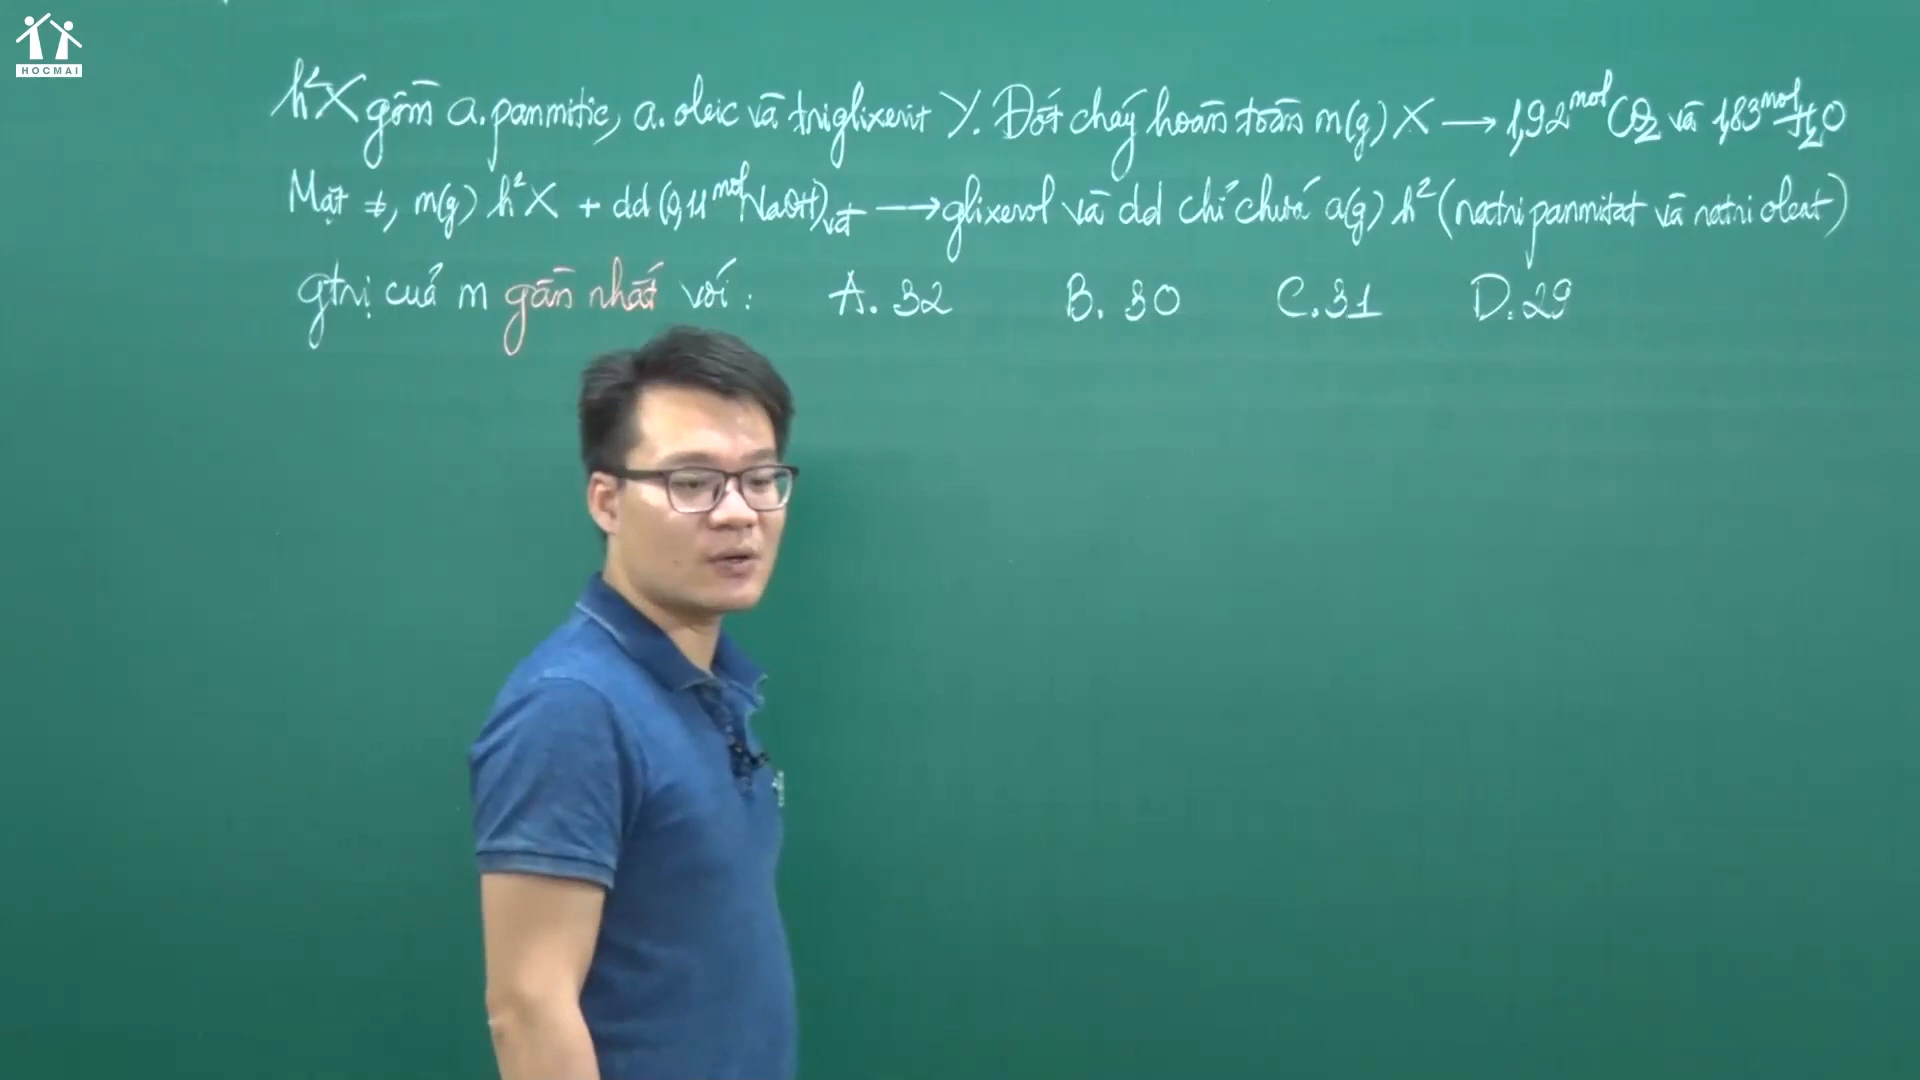 HOCMAI
h² X gồm a. panmitic, a. oleic và triglixerit Y. Đốt cháy hoàn toàn m(g) X → 1,92 mol CO₂ và 1,83 mol H₂O
Mặt ≠, m(g) h² X + dd (0,11 mol NaOH) vđ → glixerol và dd chỉ chứa a(g) h² (natri panmitat và natri oleat)
gtrị của m gần nhất với: A. 32 B. 30 C. 31 D. 29